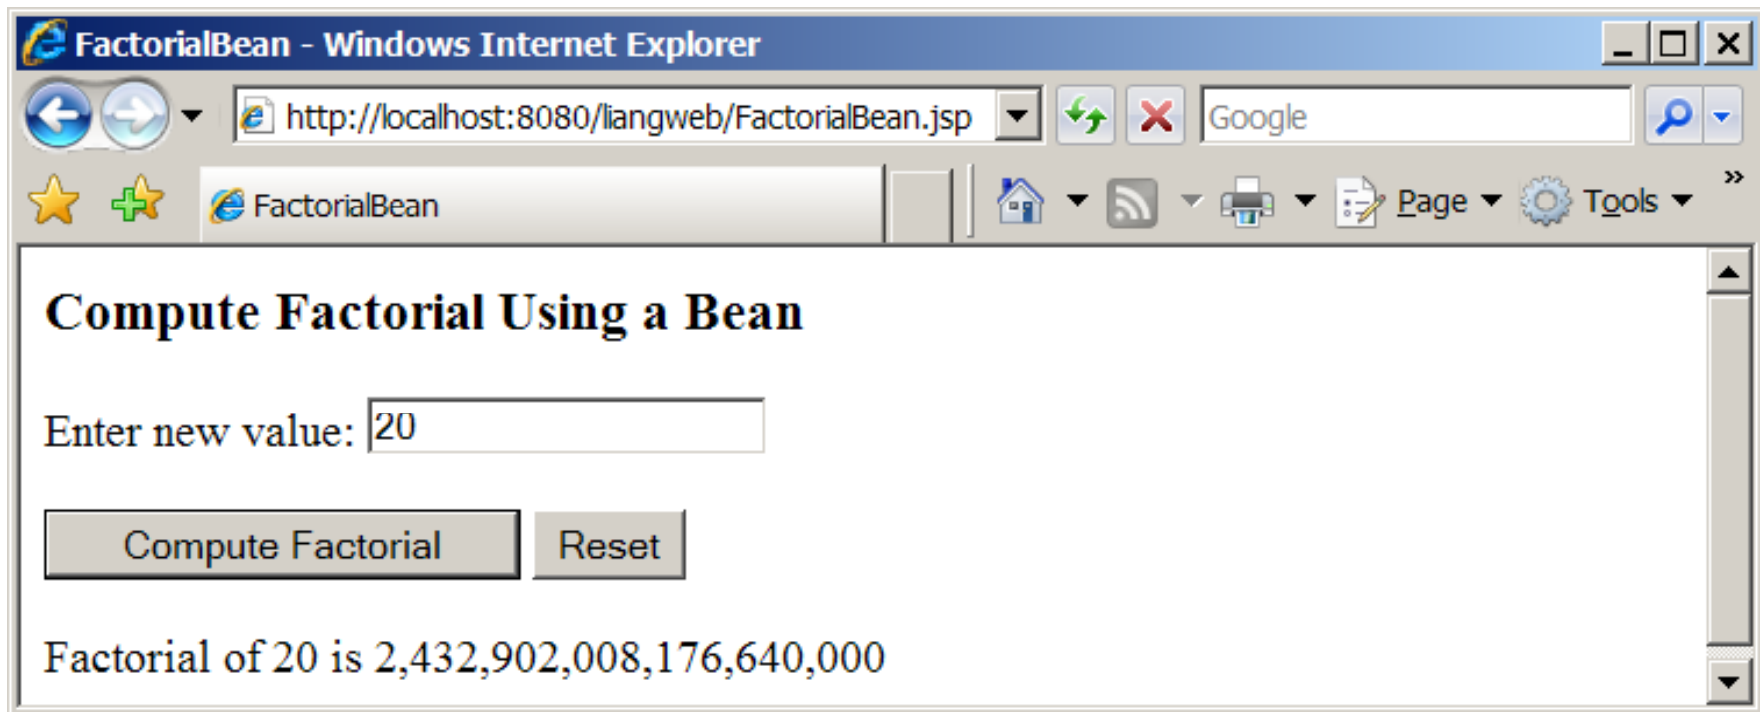 FactorialBean - Windows Internet Explorer
http://localhost:8080/liangweb/FactorialBean.jsp Google
FactorialBean Page Tools »
Compute Factorial Using a Bean
Enter new value: 20
Compute Factorial Reset
Factorial of 20 is 2,432,902,008,176,640,000